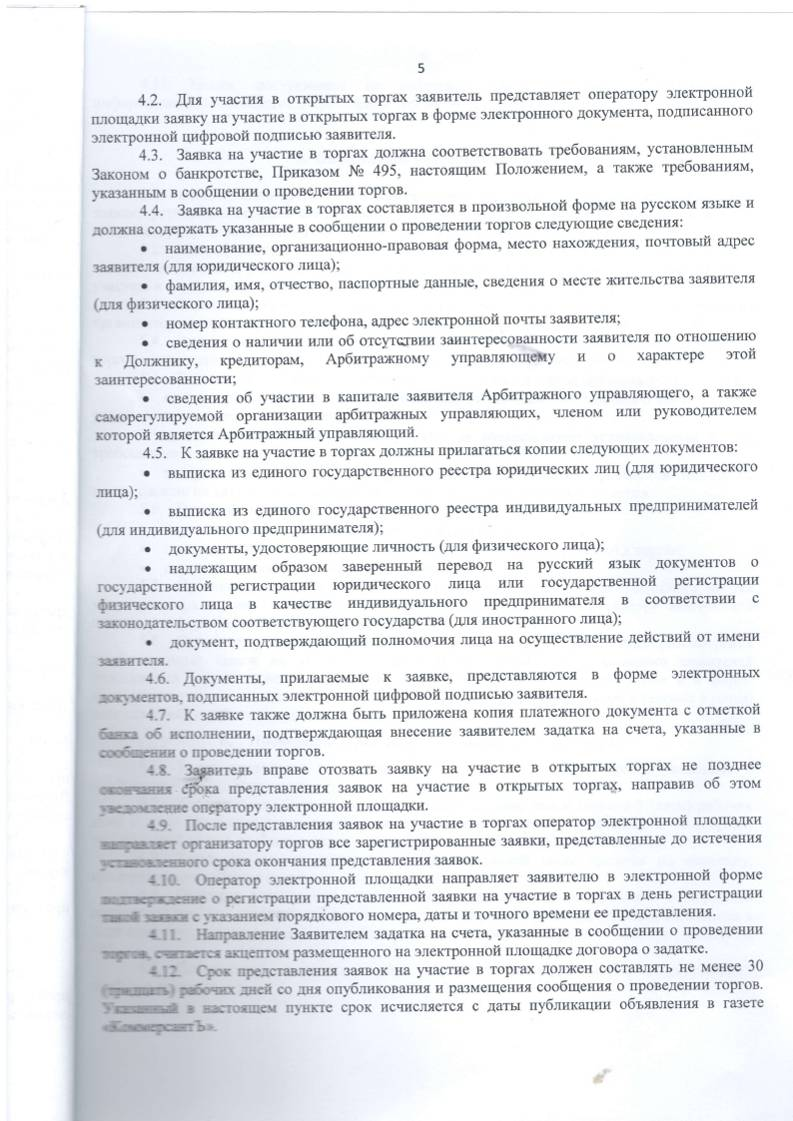 5
4.2. Для участия в открытых торгах заявитель представляет оператору электронной
площадки заявку на участие в открытых торгах в форме электронного документа, подписанного
электронной цифровой подписью заявителя.
4.3. Заявка на участие в торгах должна соответствовать требованиям, установленным
Законом о банкротстве, Приказом № 495, настоящим Положением, а также требованиям,
указанным в сообщении о проведении торгов.
4.4. Заявка на участие в торгах составляется в произвольной форме на русском языке и
должна содержать указанные в сообщении о проведении торгов следующие сведения:
• наименование, организационно-правовая форма, место нахождения, почтовый адрес
заявителя (для юридического лица);
• фамилия, имя, отчество, паспортные данные, сведения о месте жительства заявителя
(для физического лица);
• номер контактного телефона, адрес электронной почты заявителя;
• сведения о наличии или об отсутствии заинтересованности заявителя по отношению
к Должнику, кредиторам, Арбитражному управляющему и о характере этой
заинтересованности;
• сведения об участии в капитале заявителя Арбитражного управляющего, а также
саморегулируемой организации арбитражных управляющих, членом или руководителем
которой является Арбитражный управляющий.
4.5. К заявке на участие в торгах должны прилагаться копии следующих документов:
• выписка из единого государственного реестра юридических лиц (для юридического
лица);
• выписка из единого государственного реестра индивидуальных предпринимателей
(для индивидуального предпринимателя);
• документы, удостоверяющие личность (для физического лица);
• надлежащим образом заверенный перевод на русский язык документов о
государственной регистрации юридического лица или государственной регистрации
физического лица в качестве индивидуального предпринимателя в соответствии с
законодательством соответствующего государства (для иностранного лица);
• документ, подтверждающий полномочия лица на осуществление действий от имени
заявителя.
4.6. Документы, прилагаемые к заявке, представляются в форме электронных
документов, подписанных электронной цифровой подписью заявителя.
4.7. К заявке также должна быть приложена копия платежного документа с отметкой
банка об исполнении, подтверждающая внесение заявителем задатка на счета, указанные в
сообщении о проведении торгов.
4.8. Заявитель вправе отозвать заявку на участие в открытых торгах не позднее
окончания срока представления заявок на участие в открытых торгах, направив об этом
уведомление оператору электронной площадки.
4.9. После представления заявок на участие в торгах оператор электронной площадки
направляет организатору торгов все зарегистрированные заявки, представленные до истечения
установленного срока окончания представления заявок.
4.10. Оператор электронной площадки направляет заявителю в электронной форме
подтверждение о регистрации представленной заявки на участие в торгах в день регистрации
такой заявки с указанием порядкового номера, даты и точного времени ее представления.
4.11. Направление Заявителем задатка на счета, указанные в сообщении о проведении
торгов, считается акцептом размещенного на электронной площадке договора о задатке.
4.12. Срок представления заявок на участие в торгах должен составлять не менее 30
(тридцать) рабочих дней со дня опубликования и размещения сообщения о проведении торгов.
Указанный в настоящем пункте срок исчисляется с даты публикации объявления в газете
«КоммерсантЪ».